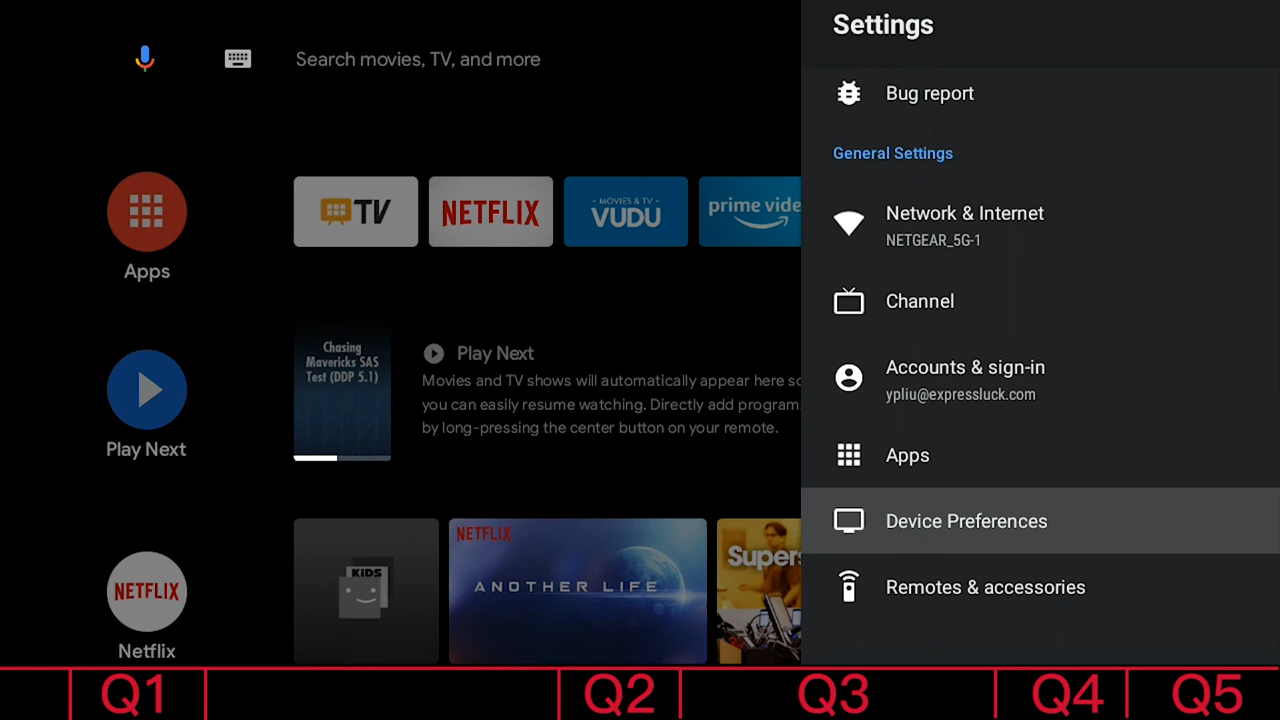 Search movies, TV, and more
Apps
TV
NETFLIX
- MOVIES & TV -
VUDU
prime vide
Chasing
Mavericks SAS
Test (DDP 5.1)
Play Next
Movies and TV shows will automatically appear here so
you can easily resume watching. Directly add program
by long-pressing the center button on your remote.
Play Next
KIDS
NETFLIX
ANOTHER LIFE
Supers
NETFLIX
Netflix
Settings
Bug report
General Settings
Network & Internet
NETGEAR_5G-1
Channel
Accounts & sign-in
ypliu@expressluck.com
Apps
Device Preferences
Remotes & accessories
Q1 Q2 Q3 Q4 Q5